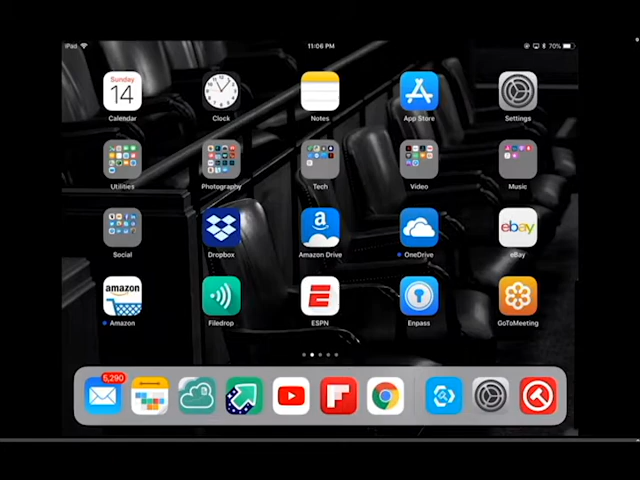 iPad 11:06 PM 70%
Sunday
14
Calendar Clock Notes App Store Settings
Utilities Photography Tech Video Music
ebay
Social Dropbox Amazon Drive OneDrive eBay
amazon
Amazon Filedrop ESPN Enpass GoToMeeting
5,290